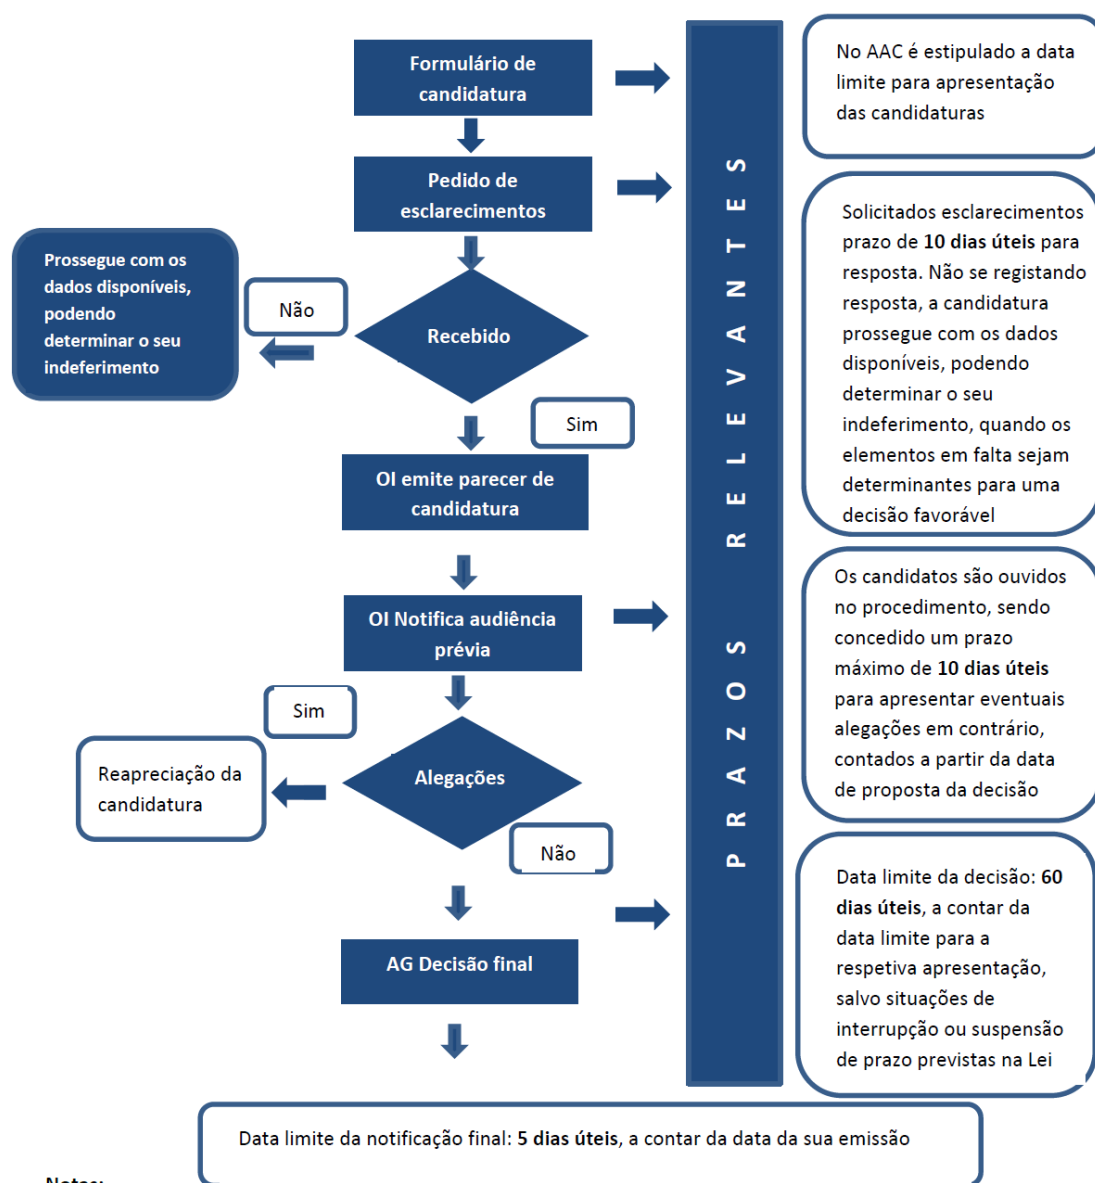 Formulário de
candidatura
No AAC é estipulado a data
limite para apresentação
das candidaturas
Pedido de
esclarecimentos
Solicitados esclarecimentos
prazo de 10 dias úteis para
resposta. Não se registando
resposta, a candidatura
prossegue com os dados
disponíveis, podendo
determinar o seu
indeferimento, quando os
elementos em falta sejam
determinantes para uma
decisão favorável
Prossegue com os
dados disponíveis,
podendo
determinar o seu
indeferimento
Não
Recebido
Sim
OI emite parecer de
candidatura
OI Notifica audiência
prévia
Os candidatos são ouvidos
no procedimento, sendo
concedido um prazo
máximo de 10 dias úteis
para apresentar eventuais
alegações em contrário,
contados a partir da data
de proposta da decisão
Sim
Reapreciação da
candidatura
Alegações
Não
AG Decisão final
Data limite da decisão: 60
dias úteis, a contar da
data limite para a
respetiva apresentação,
salvo situações de
interrupção ou suspensão
de prazo previstas na Lei
PRAZOS RELEVANTES
Data limite da notificação final: 5 dias úteis, a contar da data da sua emissão
Notas: